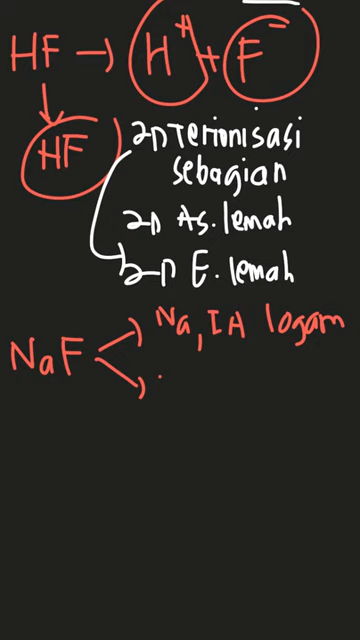 HF → H⁺ + F⁻
HF
→ Terionisasi
sebagian
→ As. lemah
→ E. lemah
Na, IA logam
NaF